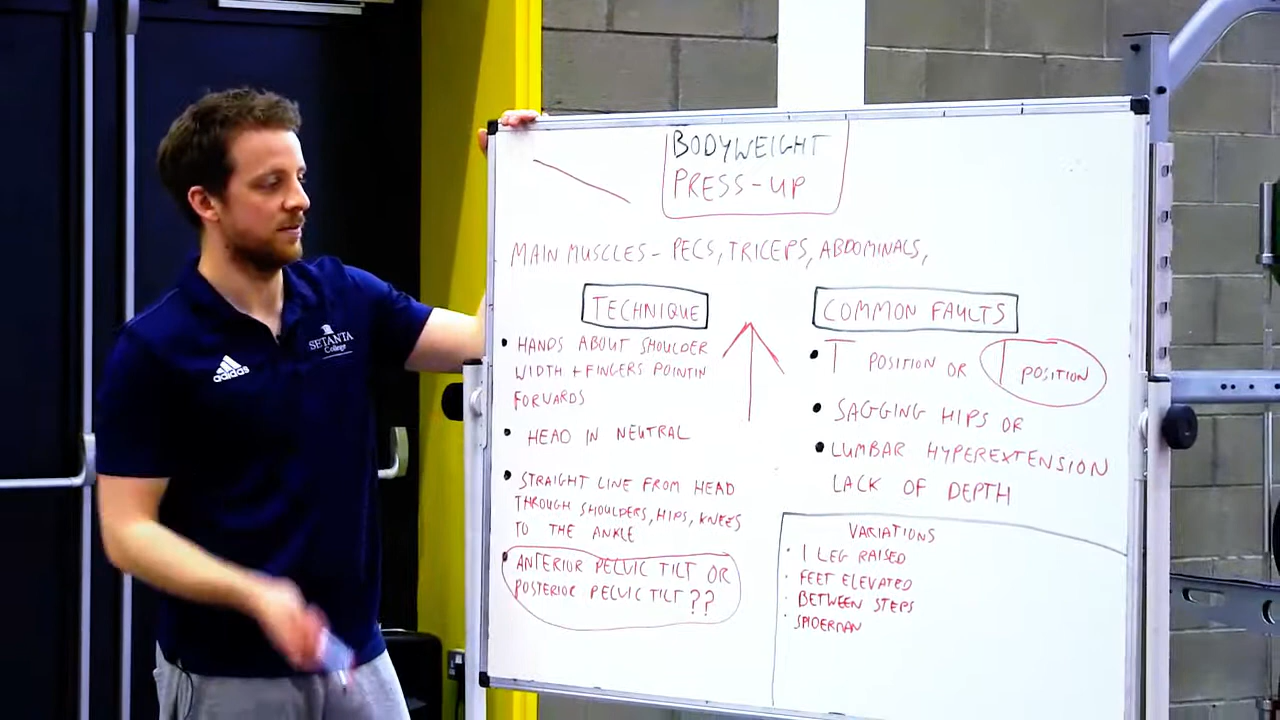 BODYWEIGHT
PRESS-UP
MAIN MUSCLES - PECS, TRICEPS, ABDOMINALS,
TECHNIQUE
• HANDS ABOUT SHOULDER
WIDTH + FINGERS POINTIN
FORWARDS
• HEAD IN NEUTRAL
• STRAIGHT LINE FROM HEAD
THROUGH SHOULDERS, HIPS, KNEES
TO THE ANKLE
• ANTERIOR PELVIC TILT OR
POSTERIOR PELVIC TILT ??
COMMON FAULTS
• T POSITION OR I POSITION
• SAGGING HIPS OR
• LUMBAR HYPEREXTENSION
LACK OF DEPTH
VARIATIONS
· 1 LEG RAISED
· FEET ELEVATED
· BETWEEN STEPS
· SPIDERMAN
adidas
SETANTA
College